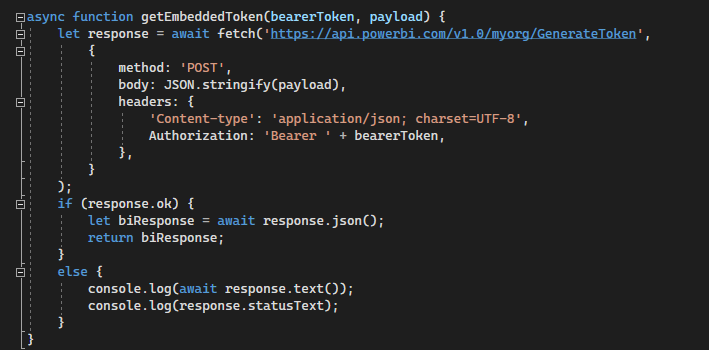 async function getEmbeddedToken(bearerToken, payload) {
    let response = await fetch('https://api.powerbi.com/v1.0/myorg/GenerateToken',
        {
            method: 'POST',
            body: JSON.stringify(payload),
            headers: {
                'Content-type': 'application/json; charset=UTF-8',
                Authorization: 'Bearer ' + bearerToken,
            },
        }
    );
    if (response.ok) {
        let biResponse = await response.json();
        return biResponse;
    }
    else {
        console.log(await response.text());
        console.log(response.statusText);
    }
}